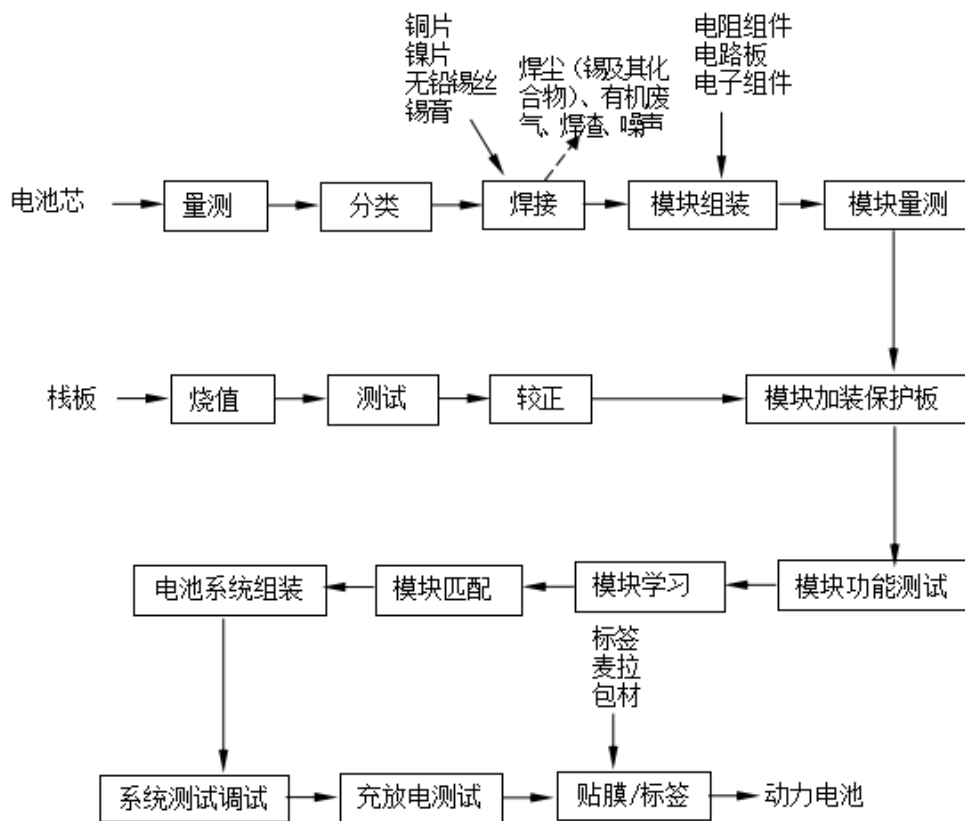 铜片
镍片
无铅锡丝
锡膏
焊尘（锡及其化
合物）、有机废
气、焊渣、噪声
电阻组件
电路板
电子组件
电池芯
量测
分类
焊接
模块组装
模块量测
栈板
烧值
测试
较正
模块加装保护板
电池系统组装
模块匹配
模块学习
模块功能测试
标签
麦拉
包材
系统测试调试
充放电测试
贴膜/标签
动力电池